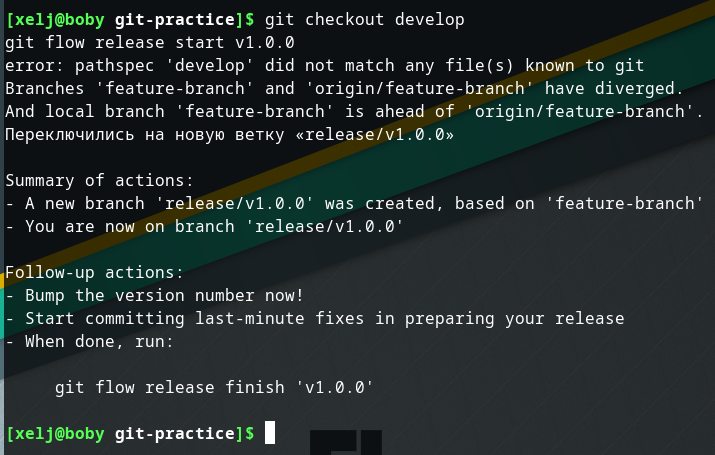 [xelj@boby git-practice]$ git checkout develop
git flow release start v1.0.0
error: pathspec 'develop' did not match any file(s) known to git
Branches 'feature-branch' and 'origin/feature-branch' have diverged.
And local branch 'feature-branch' is ahead of 'origin/feature-branch'.
Переключились на новую ветку «release/v1.0.0»
Summary of actions:
- A new branch 'release/v1.0.0' was created, based on 'feature-branch'
- You are now on branch 'release/v1.0.0'
Follow-up actions:
- Bump the version number now!
- Start committing last-minute fixes in preparing your release
- When done, run:
git flow release finish 'v1.0.0'
[xelj@boby git-practice]$